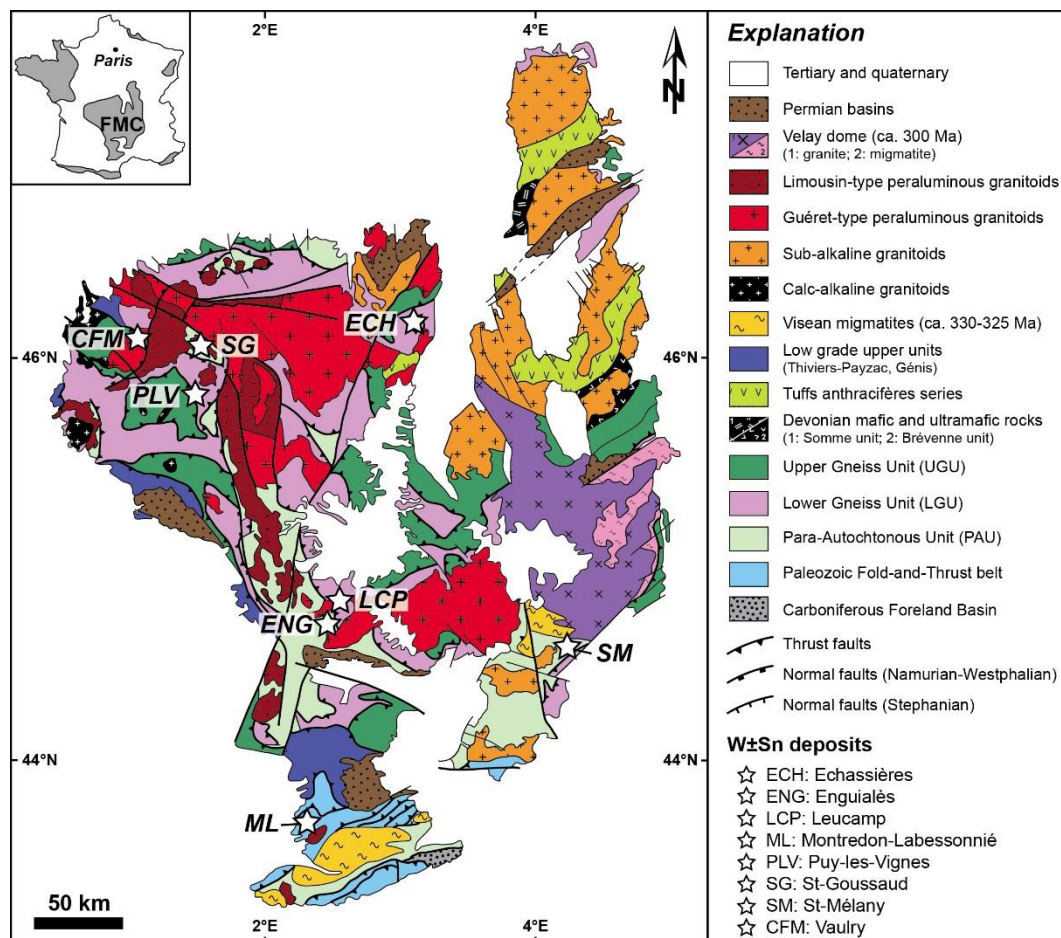 Paris
FMC
2°E
4°E
N
CFM
SG
ECH
46°N
46°N
PLV
LCP
ENG
SM
44°N
44°N
ML
50 km
2°E
4°E
Explanation
Tertiary and quaternary
Permian basins
1
2
Velay dome (ca. 300 Ma)
(1: granite; 2: migmatite)
Limousin-type peraluminous granitoids
Guéret-type peraluminous granitoids
Sub-alkaline granitoids
Calc-alkaline granitoids
Visean migmatites (ca. 330-325 Ma)
Low grade upper units
(Thiviers-Payzac, Génis)
Tuffs anthracifères series
1
2
Devonian mafic and ultramafic rocks
(1: Somme unit; 2: Brévenne unit)
Upper Gneiss Unit (UGU)
Lower Gneiss Unit (LGU)
Para-Autochtonous Unit (PAU)
Paleozoic Fold-and-Thrust belt
Carboniferous Foreland Basin
Thrust faults
Normal faults (Namurian-Westphalian)
Normal faults (Stephanian)
W±Sn deposits
ECH: Echassières
ENG: Enguialès
LCP: Leucamp
ML: Montredon-Labessonnié
PLV: Puy-les-Vignes
SG: St-Goussaud
SM: St-Mélany
CFM: Vaulry